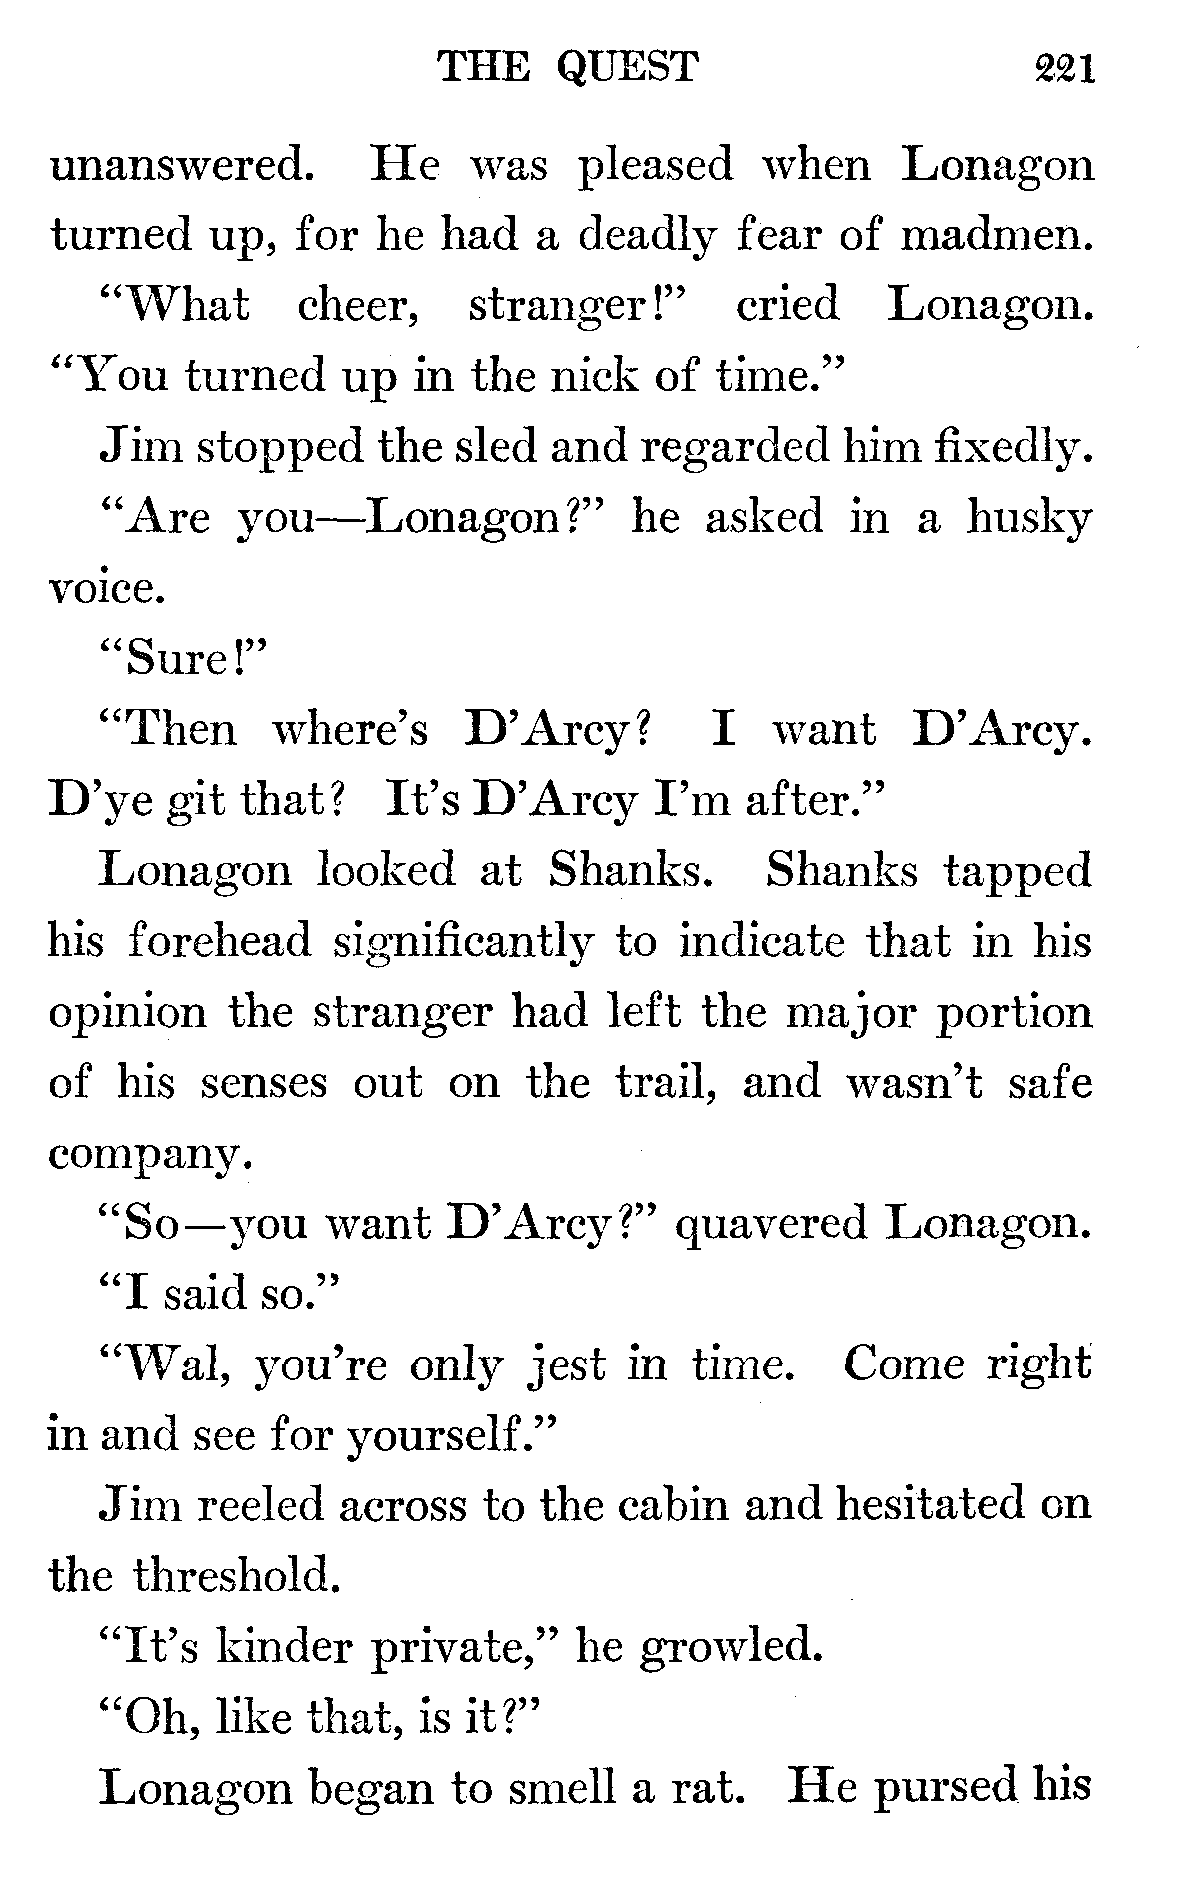 THE QUEST 221
unanswered. He was pleased when Lonagon
turned up, for he had a deadly fear of madmen.
“What cheer, stranger!” cried Lonagon.
“You turned up in the nick of time.”
Jim stopped the sled and regarded him fixedly.
“Are you—Lonagon?” he asked in a husky
voice.
“Sure!”
“Then where’s D’Arcy? I want D’Arcy.
D’ye git that? It’s D’Arcy I’m after.”
Lonagon looked at Shanks. Shanks tapped
his forehead significantly to indicate that in his
opinion the stranger had left the major portion
of his senses out on the trail, and wasn’t safe
company.
“So—you want D’Arcy?” quavered Lonagon.
“I said so.”
“Wal, you’re only jest in time. Come right
in and see for yourself.”
Jim reeled across to the cabin and hesitated on
the threshold.
“It’s kinder private,” he growled.
“Oh, like that, is it?”
Lonagon began to smell a rat. He pursed his